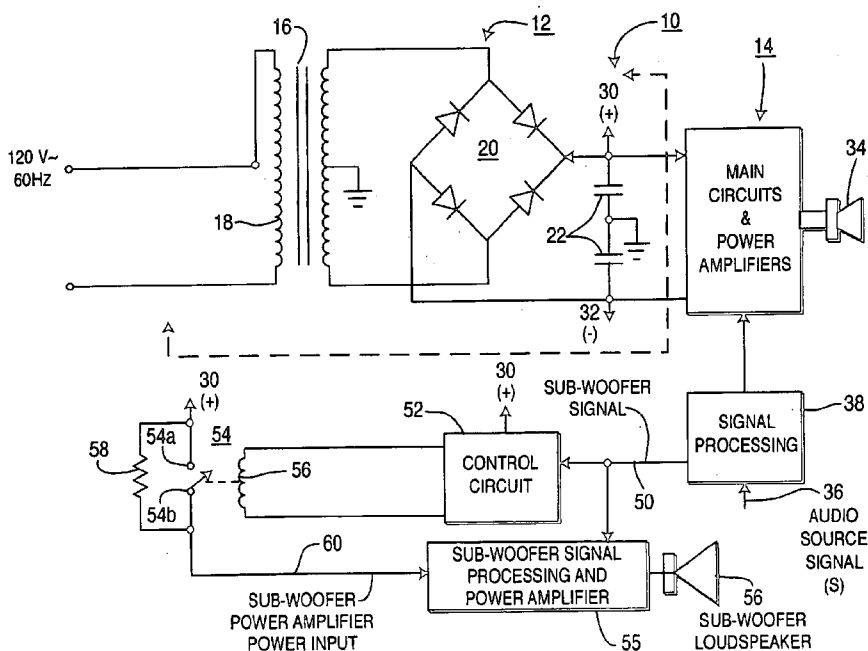 16
12
10
14
30
(+)
120 V~
60Hz
18
20
22
32
(-)
MAIN
CIRCUITS
&
POWER
AMPLIFIERS
34
30
(+)
54a
54
58
54b
56
52
30
(+)
CONTROL
CIRCUIT
SUB-WOOFER
SIGNAL
50
SIGNAL
PROCESSING
38
36
AUDIO
SOURCE
SIGNAL
(S)
60
SUB-WOOFER
POWER AMPLIFIER
POWER INPUT
SUB-WOOFER SIGNAL
PROCESSING AND
POWER AMPLIFIER
55
56
SUB-WOOFER
LOUDSPEAKER